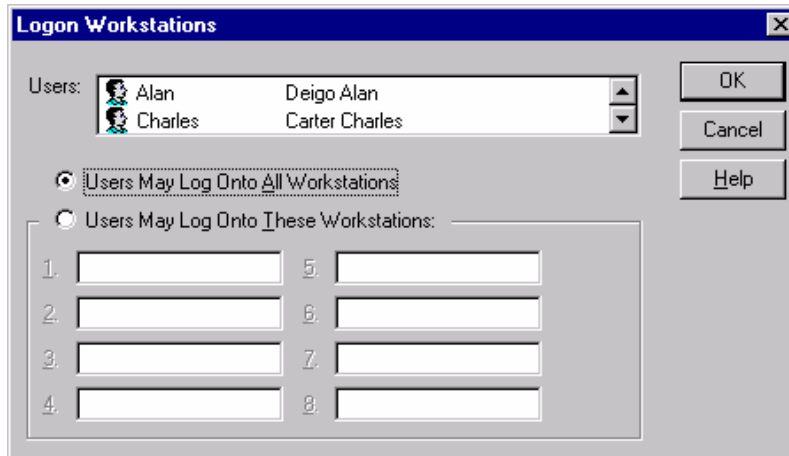 Logon Workstations
Users:
Alan Deigo Alan
Charles Carter Charles
OK
Cancel
Help
Users May Log Onto All Workstations
Users May Log Onto These Workstations:
1. 5.
2. 6.
3. 7.
4. 8.